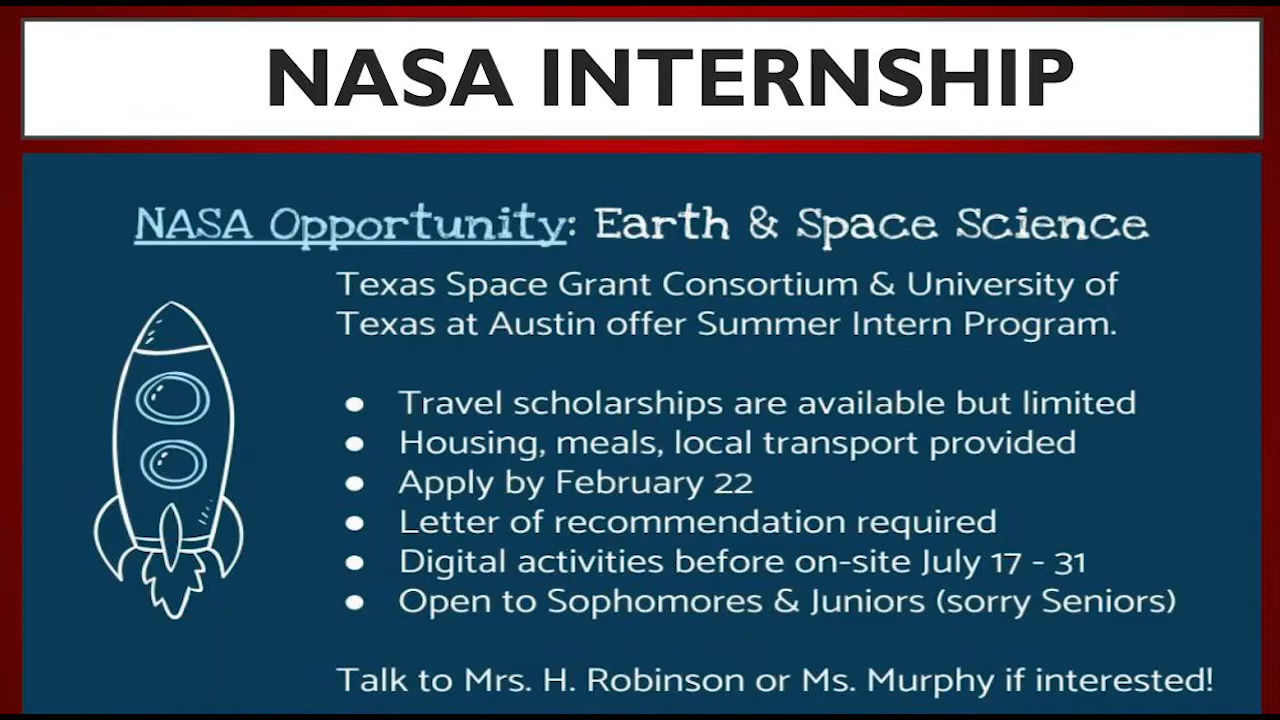 NASA INTERNSHIP
NASA Opportunity: Earth & Space Science
Texas Space Grant Consortium & University of
Texas at Austin offer Summer Intern Program.
● Travel scholarships are available but limited
● Housing, meals, local transport provided
● Apply by February 22
● Letter of recommendation required
● Digital activities before on-site July 17 - 31
● Open to Sophomores & Juniors (sorry Seniors)
Talk to Mrs. H. Robinson or Ms. Murphy if interested!